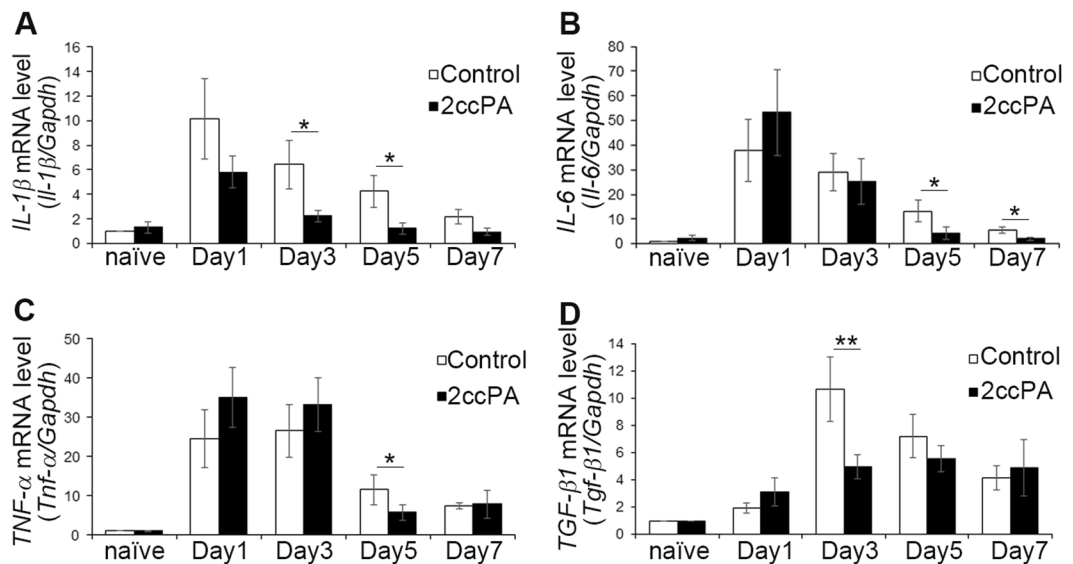 A
IL-1β mRNA level
(Il-1β/Gapdh)
16
14
12
10
8
6
4
2
0
Control
2ccPA
*
*
naïve Day1 Day3 Day5 Day7
B
IL-6 mRNA level
(Il-6/Gapdh)
80
70
60
50
40
30
20
10
0
Control
2ccPA
*
*
naïve Day1 Day3 Day5 Day7
C
TNF-α mRNA level
(Tnf-α/Gapdh)
50
40
30
20
10
0
Control
2ccPA
*
naïve Day1 Day3 Day5 Day7
D
TGF-β1 mRNA level
(Tgf-β1/Gapdh)
14
12
10
8
6
4
2
0
Control
2ccPA
**
naïve Day1 Day3 Day5 Day7